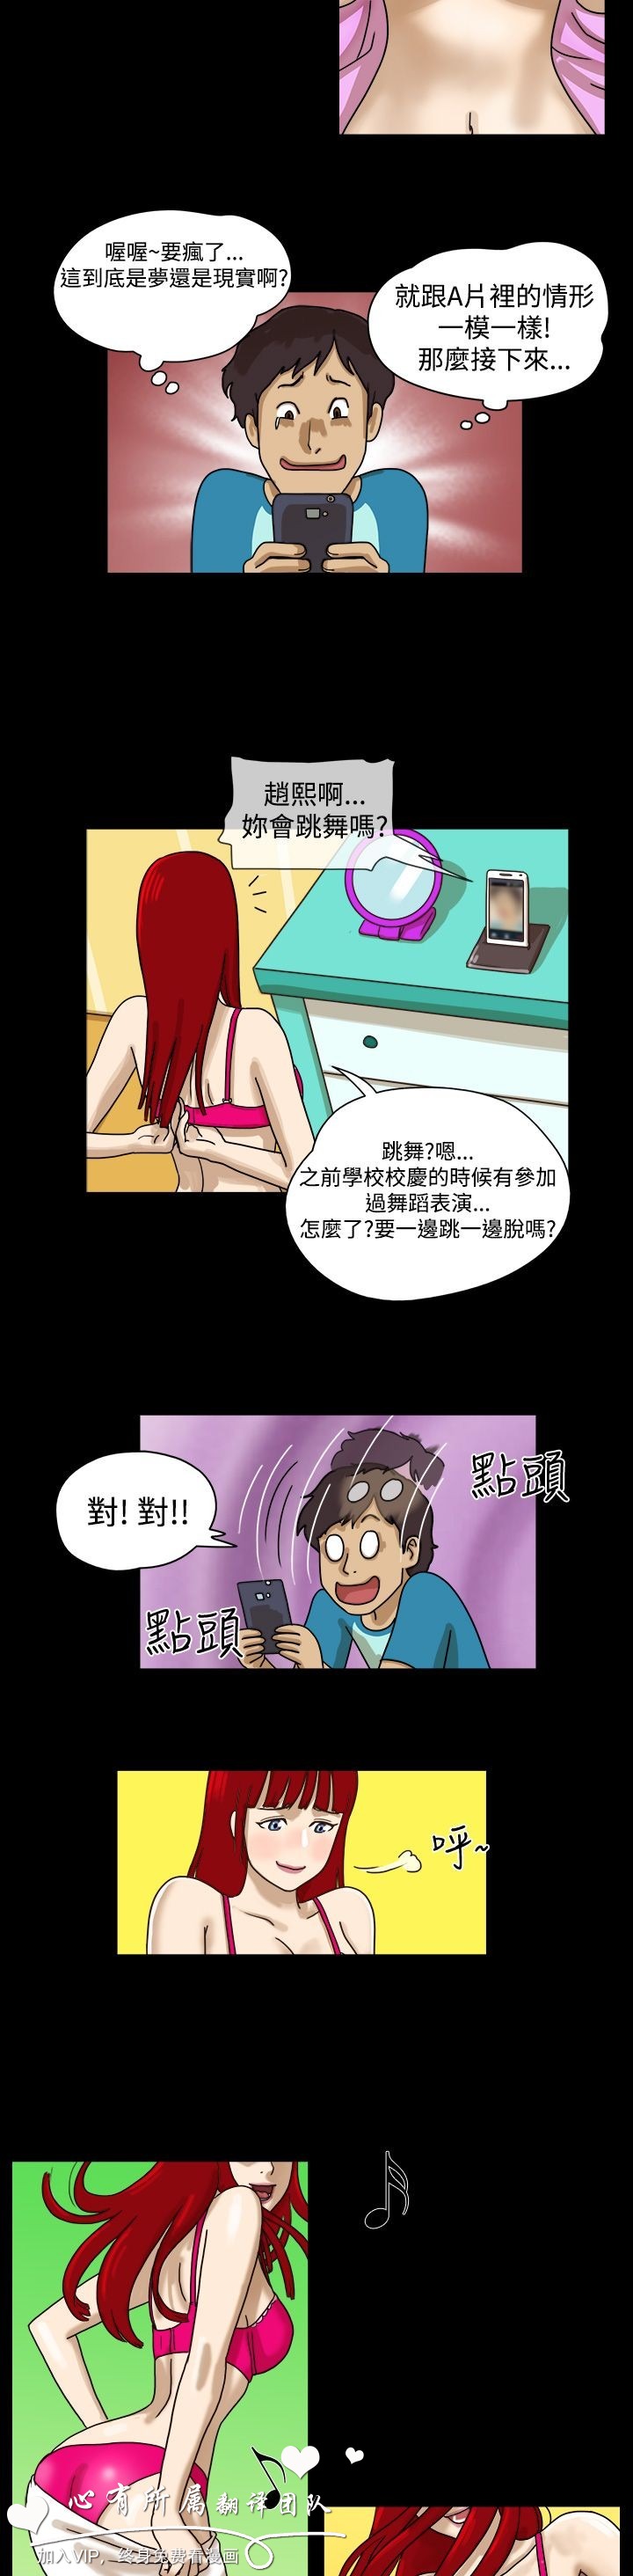 喔喔~要瘋了...
這到底是夢還是現實啊?
就跟A片裡的情形
一模一樣!
那麼接下來...
趙熙啊...
妳會跳舞嗎?
跳舞?嗯...
之前學校校慶的時候有參加
過舞蹈表演...
怎麼了?要一邊跳一邊脫嗎?
對! 對!!
點頭
點頭
呼~
心有所属翻译团队
加入VIP，终身免费看漫画